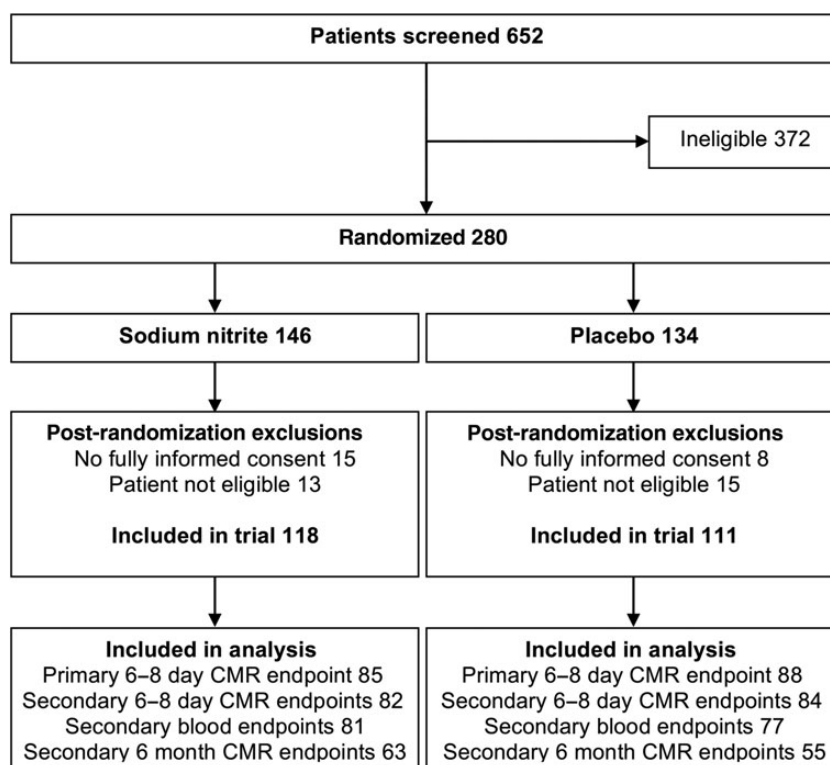 Patients screened 652
Ineligible 372
Randomized 280
Sodium nitrite 146
Placebo 134
Post-randomization exclusions
No fully informed consent 15
Patient not eligible 13
Included in trial 118
Post-randomization exclusions
No fully informed consent 8
Patient not eligible 15
Included in trial 111
Included in analysis
Primary 6–8 day CMR endpoint 85
Secondary 6–8 day CMR endpoints 82
Secondary blood endpoints 81
Secondary 6 month CMR endpoints 63
Included in analysis
Primary 6–8 day CMR endpoint 88
Secondary 6–8 day CMR endpoints 84
Secondary blood endpoints 77
Secondary 6 month CMR endpoints 55